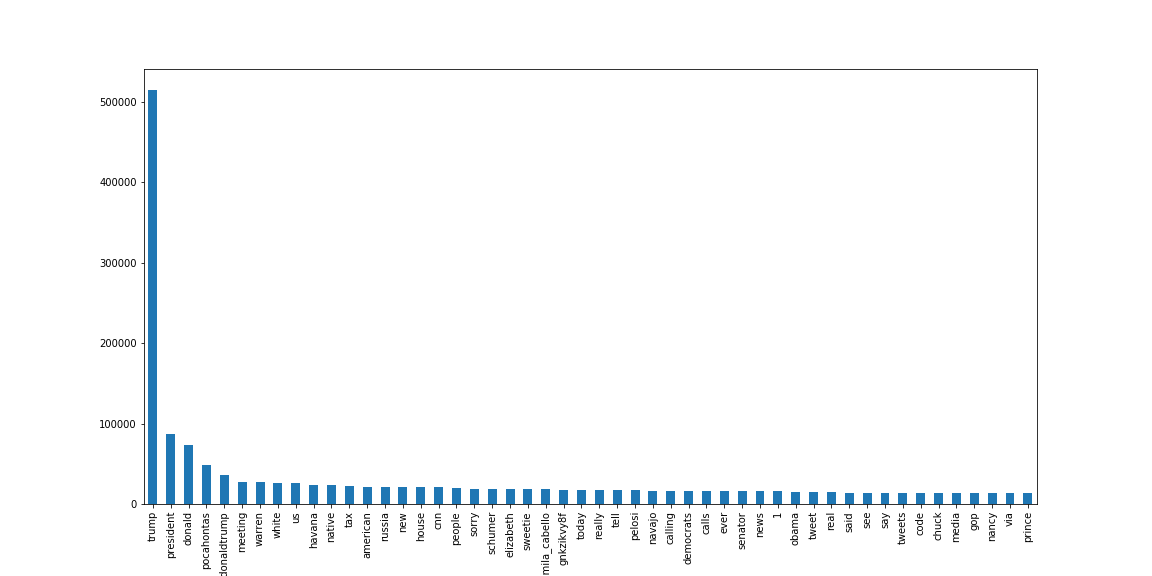 500000
400000
300000
200000
100000
0
trump
president
donald
pocahontas
donaldtrump
meeting
warren
white
us
havana
native
tax
american
russia
new
house
cnn
people
sorry
schumer
elizabeth
sweetie
mila_cabello
gnkzikvy8f
today
really
tell
pelosi
navajo
calling
democrats
calls
ever
senator
news
1
obama
tweet
real
said
see
say
tweets
code
chuck
media
gop
nancy
via
prince